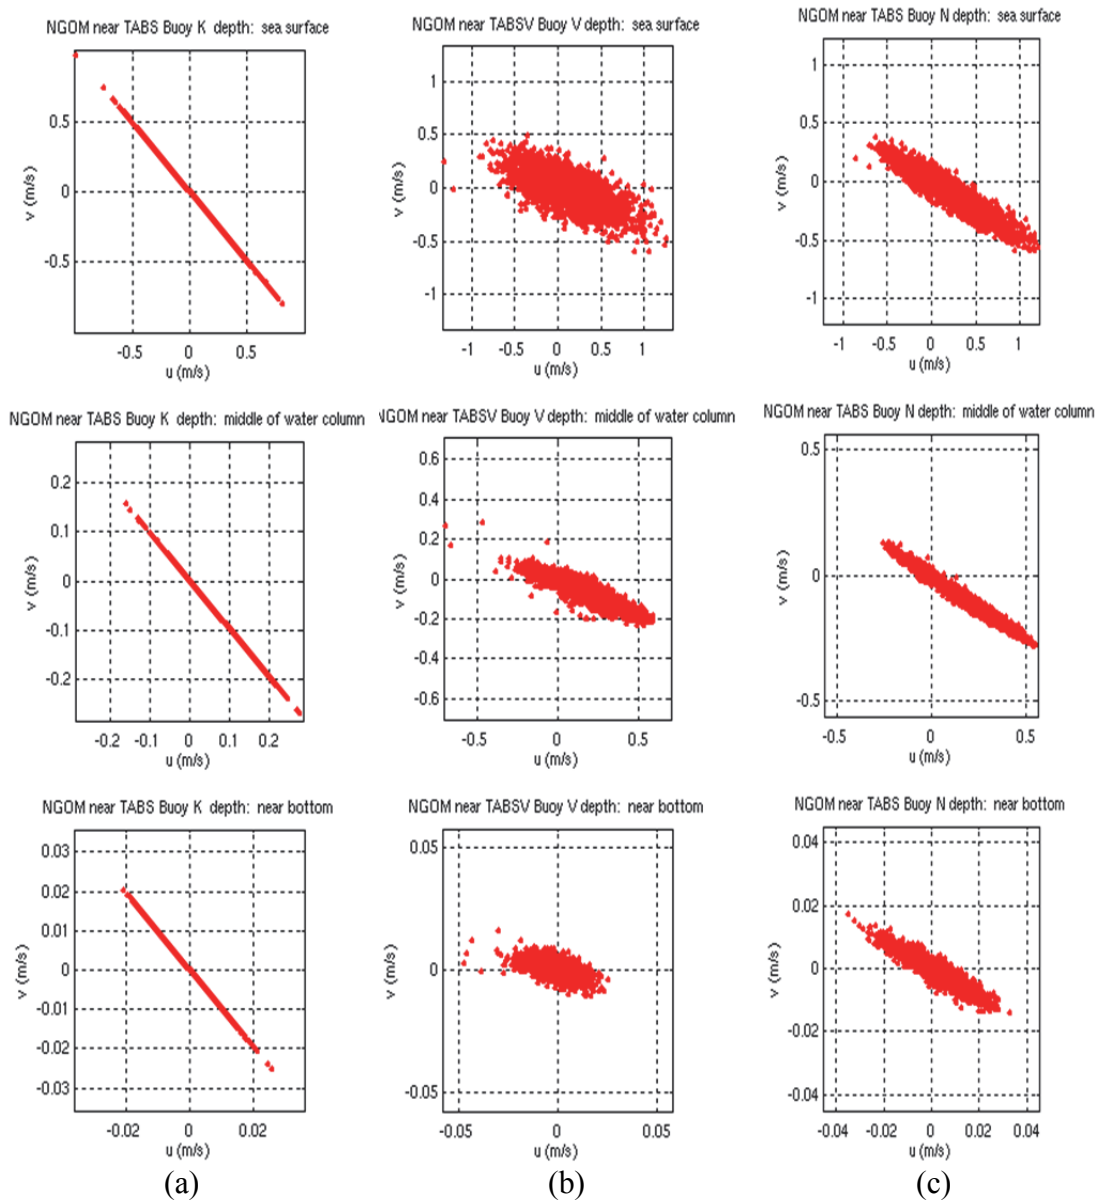 NGOM near TABS Buoy K depth: sea surface
0.5
0
-0.5
v (m/s)
-0.5 0 0.5
u (m/s)
NGOM near TABSV Buoy V depth: sea surface
1
0.5
0
-0.5
-1
v (m/s)
-1 -0.5 0 0.5 1
u (m/s)
NGOM near TABS Buoy N depth: sea surface
1
0.5
0
-0.5
-1
v (m/s)
-1 -0.5 0 0.5 1
u (m/s)
NGOM near TABS Buoy K depth: middle of water column
0.2
0.1
0
-0.1
-0.2
v (m/s)
-0.2 -0.1 0 0.1 0.2
u (m/s)
NGOM near TABSV Buoy V depth: middle of water column
0.6
0.4
0.2
0
-0.2
-0.4
-0.6
v (m/s)
-0.5 0 0.5
u (m/s)
NGOM near TABS Buoy N depth: middle of water column
0.5
0
-0.5
v (m/s)
-0.5 0 0.5
u (m/s)
NGOM near TABS Buoy K depth: near bottom
0.03
0.02
0.01
0
-0.01
-0.02
-0.03
v (m/s)
-0.02 0 0.02
u (m/s)
NGOM near TABSV Buoy V depth: near bottom
0.05
0
-0.05
v (m/s)
-0.05 0 0.05
u (m/s)
NGOM near TABS Buoy N depth: near bottom
0.04
0.02
0
-0.02
-0.04
v (m/s)
-0.04 -0.02 0 0.02 0.04
u (m/s)
(a) (b) (c)